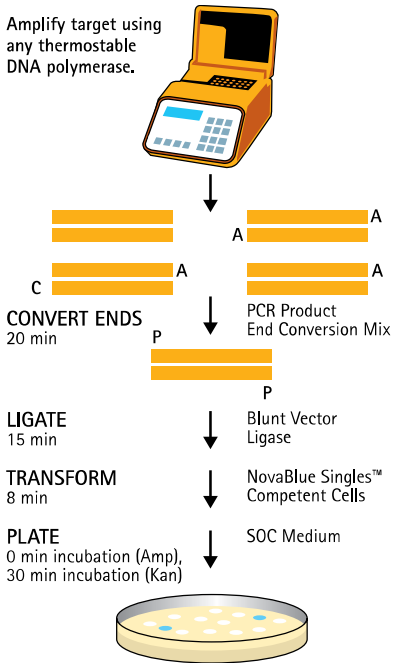 Amplify target using
any thermostable
DNA polymerase.
A
A
A
C
A
CONVERT ENDS
20 min
PCR Product
End Conversion Mix
P
P
LIGATE
15 min
Blunt Vector
Ligase
TRANSFORM
8 min
NovaBlue Singles™
Competent Cells
PLATE
0 min incubation (Amp),
30 min incubation (Kan)
SOC Medium